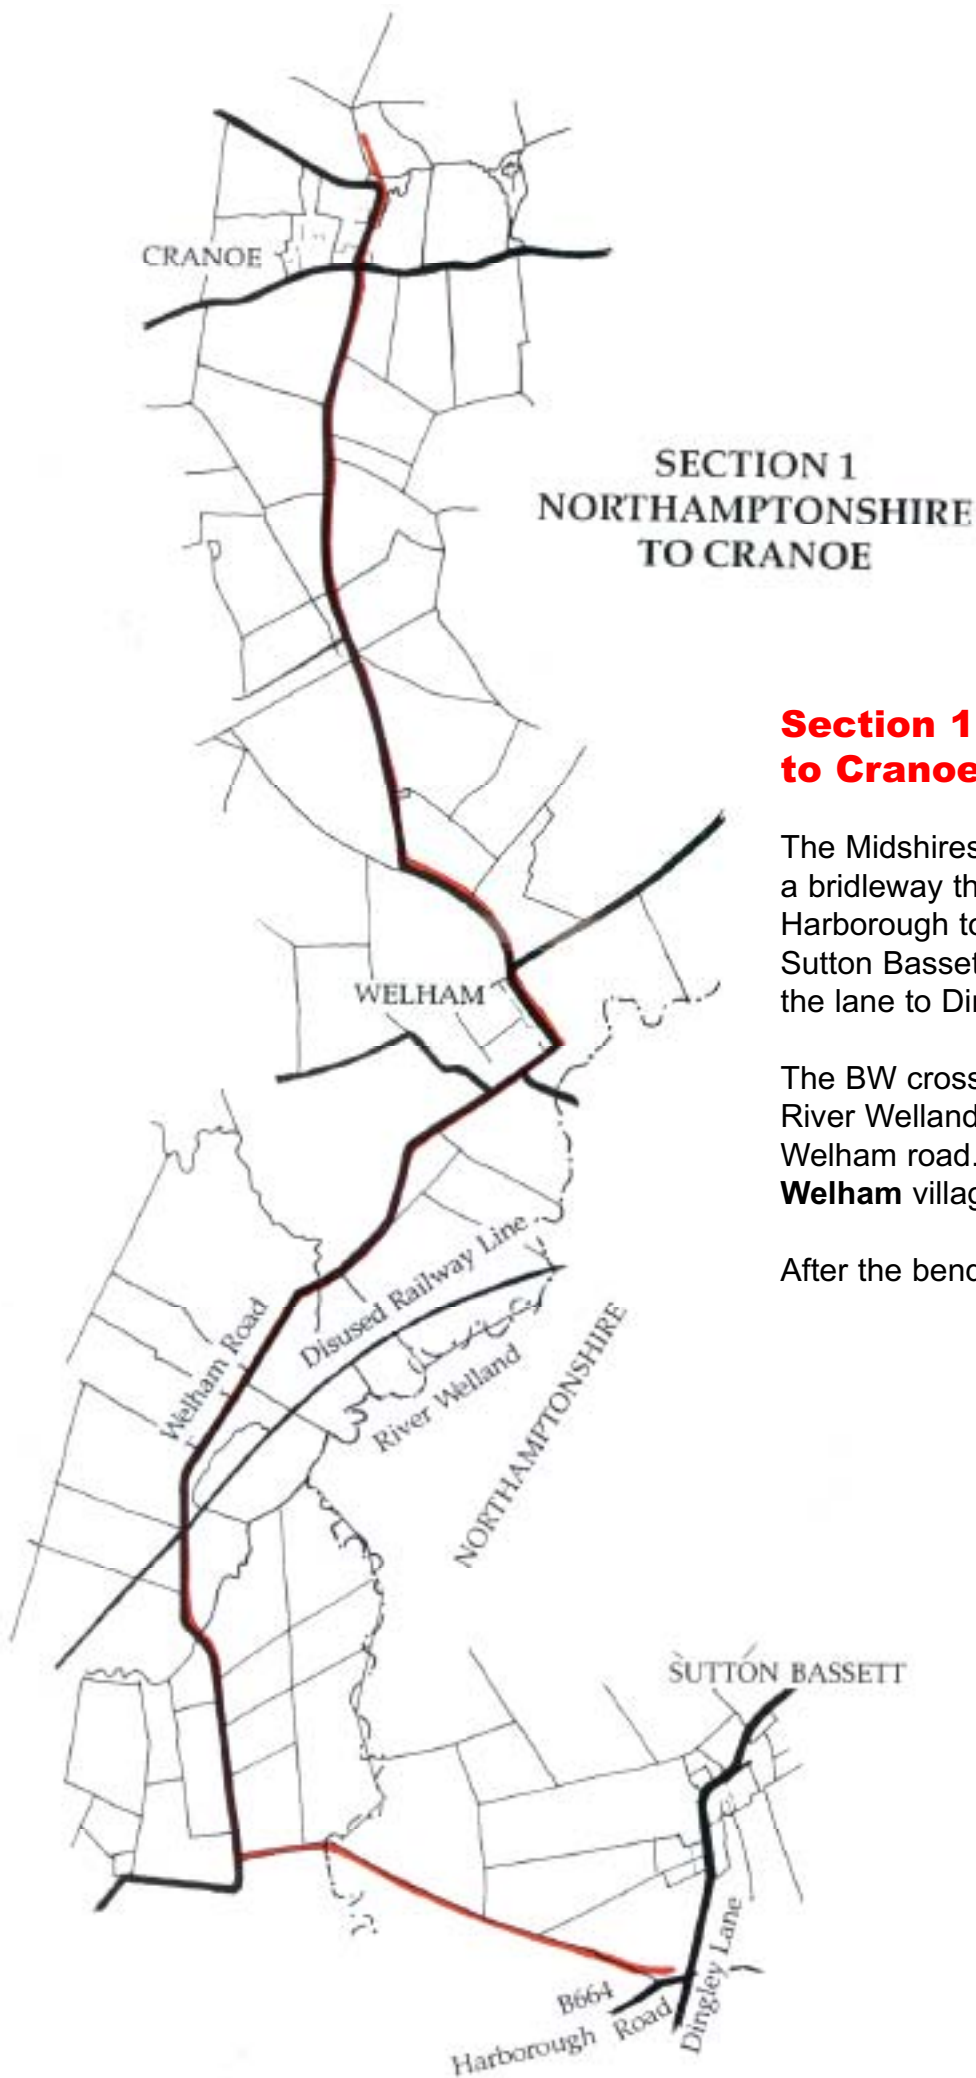 CRANOE
SECTION 1
NORTHAMPTONSHIRE
TO CRANOE
Section 1
to Cranoe
The Midshires
a bridleway th
Harborough to
Sutton Basset
the lane to Din
WELHAM
The BW cross
River Welland
Welham road.
Welham villag
After the bend
Disused Railway Line
Welham Road
River Welland
NORTHAMPTONSHIRE
SUTTON BASSETT
Dingley Lane
B664
Harborough Road